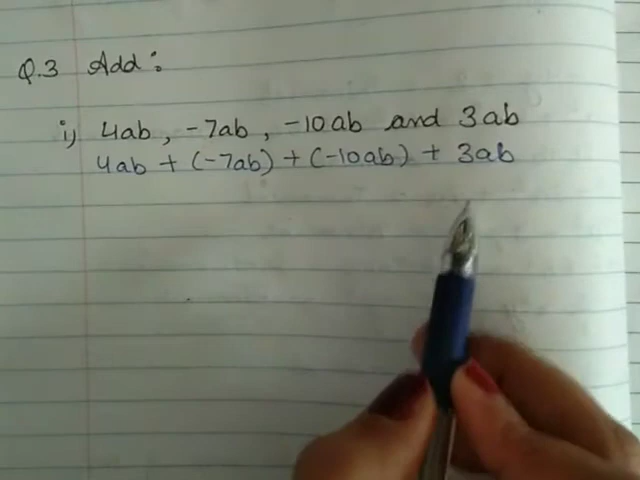 Q.3 Add:
i) 4ab, -7ab, -10ab and 3ab
4ab + (-7ab) + (-10ab) + 3ab